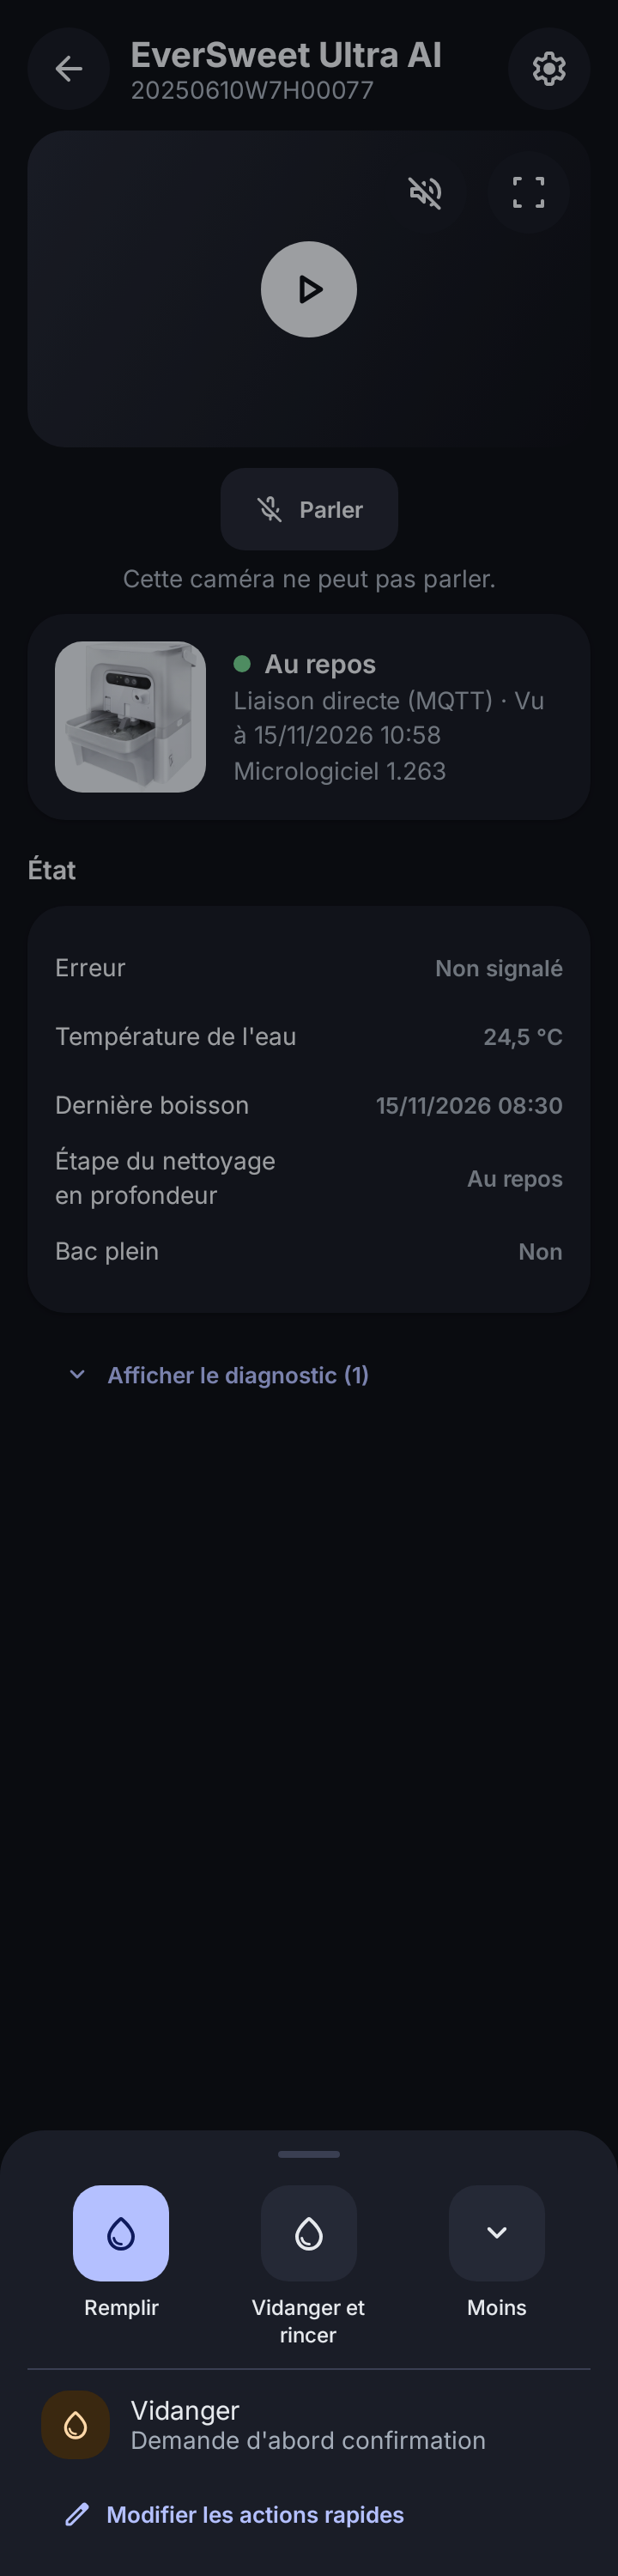 EverSweet Ultra AI
20250610W7H00077
Parler
Cette caméra ne peut pas parler.
Au repos
Liaison directe (MQTT) · Vu
à 15/11/2026 10:58
Micrologiciel 1.263
État
Erreur
Non signalé
Température de l'eau
24,5 °C
Dernière boisson
15/11/2026 08:30
Étape du nettoyage
en profondeur
Au repos
Bac plein
Non
Afficher le diagnostic (1)
Remplir
Vidanger et
rincer
Moins
Vidanger
Demande d'abord confirmation
Modifier les actions rapides